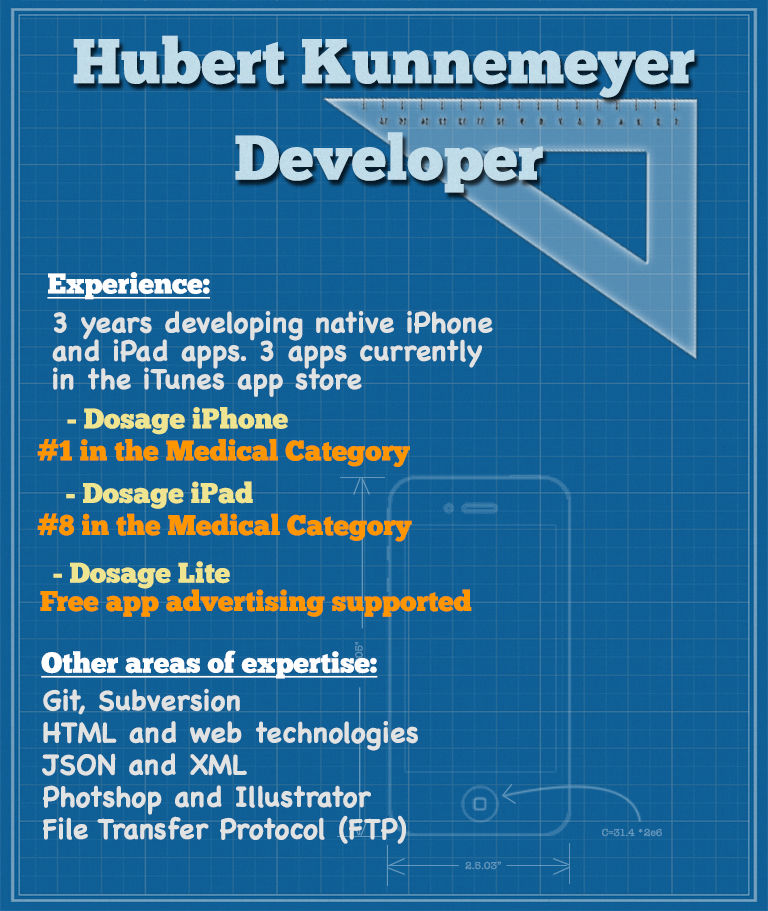 Hubert Kunnemeyer
Developer
Experience:
3 years developing native iPhone
and iPad apps. 3 apps currently
in the iTunes app store
- Dosage iPhone
#1 in the Medical Category
- Dosage iPad
#8 in the Medical Category
- Dosage Lite
Free app advertising supported
Other areas of expertise:
Git, Subversion
HTML and web technologies
JSON and XML
Photshop and Illustrator
File Transfer Protocol (FTP)
C=31.4 *2e6
2.8.03"